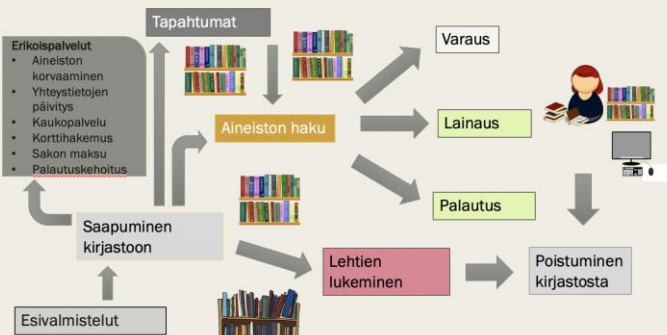 Tapahtumat
Erikoispalvelut
• Aineiston
korvaaminen
• Yhteystietojen
päivitys
• Kaukopalvelu
• Korttihakemus
• Sakon maksu
• Palautuskehoitus
Varaus
Aineiston haku
Lainaus
Palautus
Saapuminen
kirjastoon
Lehtien
lukeminen
Poistuminen
kirjastosta
Esivalmistelut